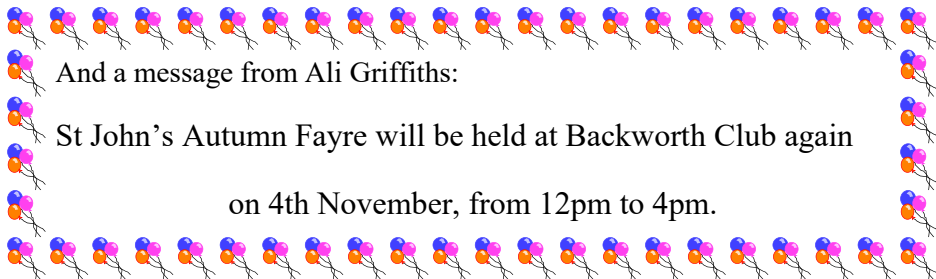 And a message from Ali Griffiths:
St John’s Autumn Fayre will be held at Backworth Club again
on 4th November, from 12pm to 4pm.